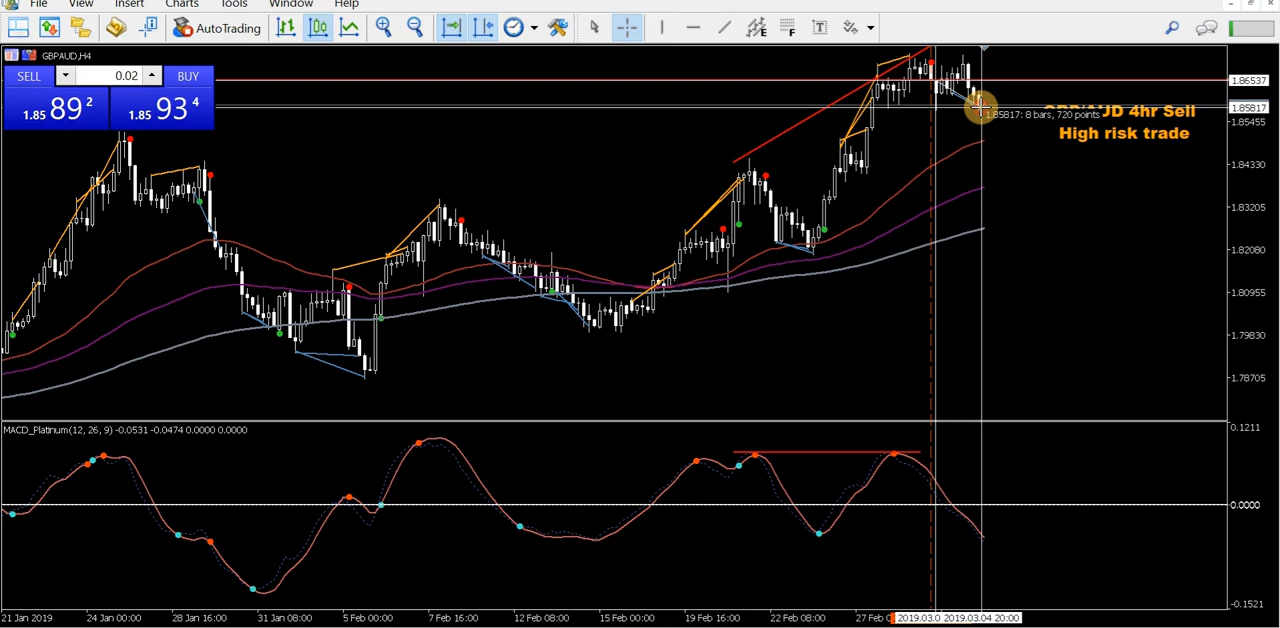 File View Insert Charts Tools Window Help
AutoTrading
GBPAUD,H4
SELL 0.02 BUY
1.85 89 2 1.85 93 4
1.86537
1.85817
1.85817: 8 bars, 720 points
GBP/AUD 4hr Sell
High risk trade
1.85455
1.84330
1.83205
1.82080
1.80955
1.79830
1.78705
MACD_Platinum(12, 26, 9) -0.0531 -0.0474 0.0000 0.0000
0.1211
0.0000
-0.1521
21 Jan 2019 24 Jan 00:00 28 Jan 16:00 31 Jan 08:00 5 Feb 00:00 7 Feb 16:00 12 Feb 08:00 15 Feb 00:00 19 Feb 16:00 22 Feb 08:00 27 Feb 2019.03.0 2019.03.04 20:00